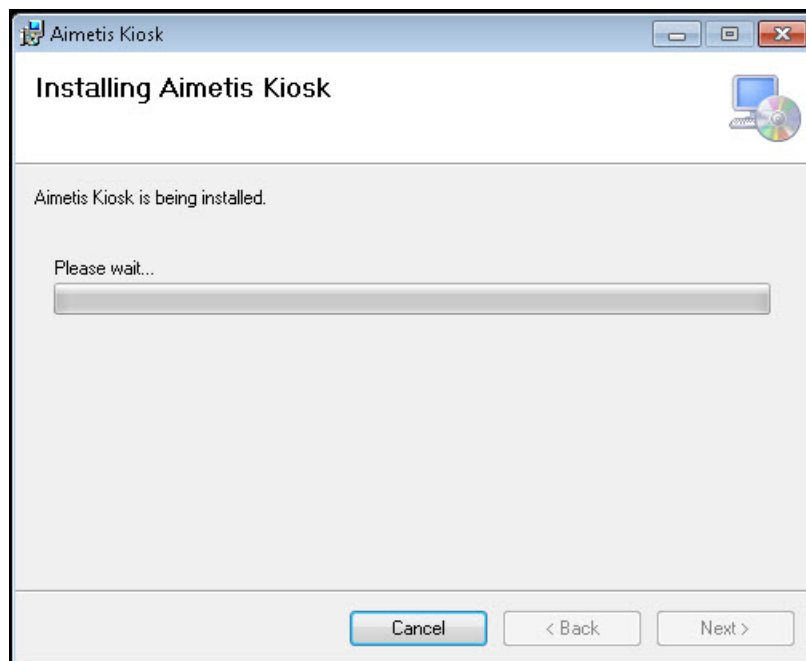 Aimetis Kiosk
Installing Aimetis Kiosk
Aimetis Kiosk is being installed.
Please wait...
Cancel
< Back
Next >